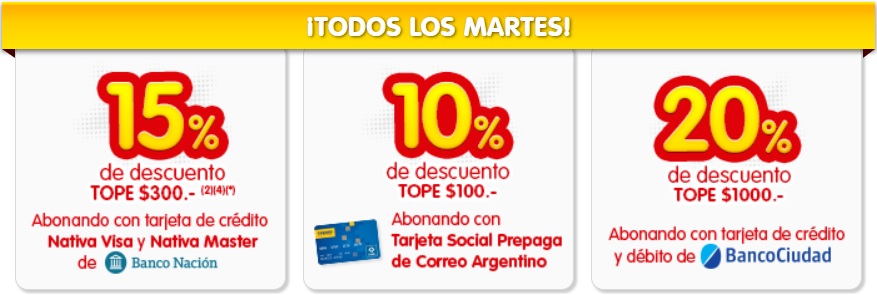 ¡TODOS LOS MARTES!
15%
de descuento
TOPE $300.- (2)(4)(*)
Abonando con tarjeta de crédito
Nativa Visa y Nativa Master
de Banco Nación
10%
de descuento
TOPE $100.-
Abonando con
Tarjeta Social Prepaga
de Correo Argentino
20%
de descuento
TOPE $1000.-
Abonando con tarjeta de crédito
y débito de BancoCiudad